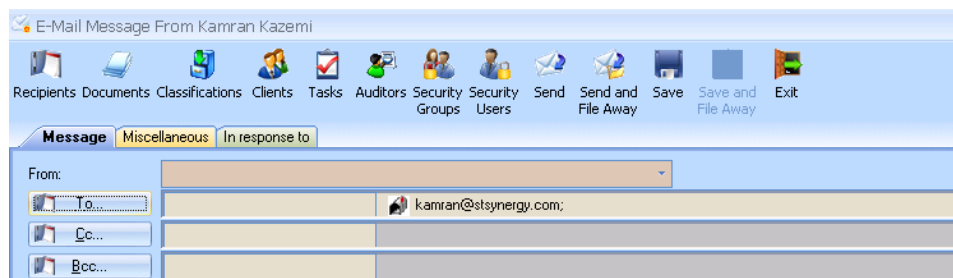 E-Mail Message From Kamran Kazemi
Recipients Documents Classifications Clients Tasks Auditors Security Groups Security Users Send Send and File Away Save Save and File Away Exit
Message Miscellaneous In response to
From:
To... kamran@stsynergy.com;
Cc...
Bcc...